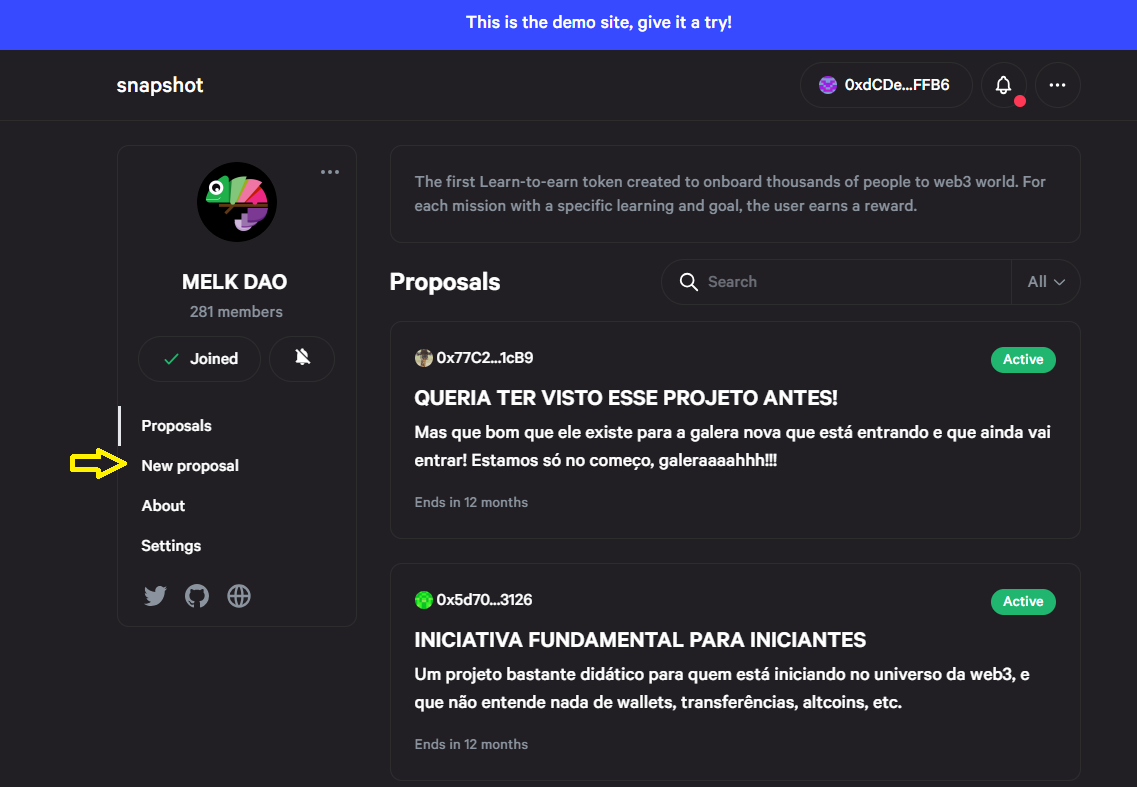 This is the demo site, give it a try!
snapshot
0xdCDe...FFB6
MELK DAO
281 members
Joined
Proposals
New proposal
About
Settings
The first Learn-to-earn token created to onboard thousands of people to web3 world. For
each mission with a specific learning and goal, the user earns a reward.
Proposals
Search
All
0x77C2...1cB9
Active
QUERIA TER VISTO ESSE PROJETO ANTES!
Mas que bom que ele existe para a galera nova que está entrando e que ainda vai
entrar! Estamos só no começo, galeraaaahhh!!!
Ends in 12 months
0x5d70...3126
Active
INICIATIVA FUNDAMENTAL PARA INICIANTES
Um projeto bastante didático para quem está iniciando no universo da web3, e
que não entende nada de wallets, transferências, altcoins, etc.
Ends in 12 months